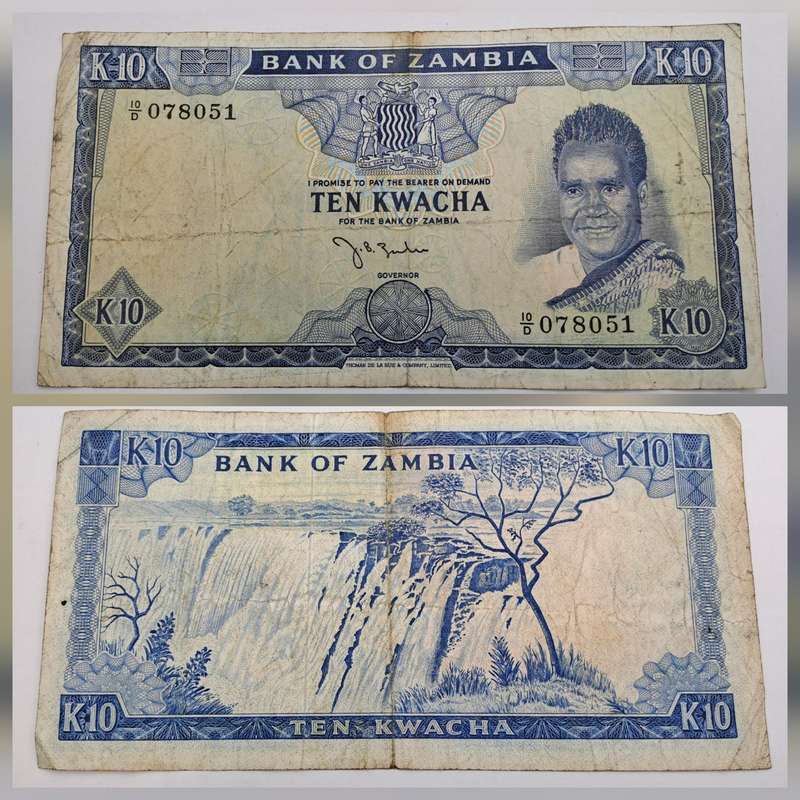 K10 BANK OF ZAMBIA K10
10/D 078051
I PROMISE TO PAY THE BEARER ON DEMAND
TEN KWACHA
FOR THE BANK OF ZAMBIA
GOVERNOR
10/D 078051
K10 K10
THOMAS DE LA RUE & COMPANY, LIMITED
K10 BANK OF ZAMBIA K10
K10 TEN KWACHA K10